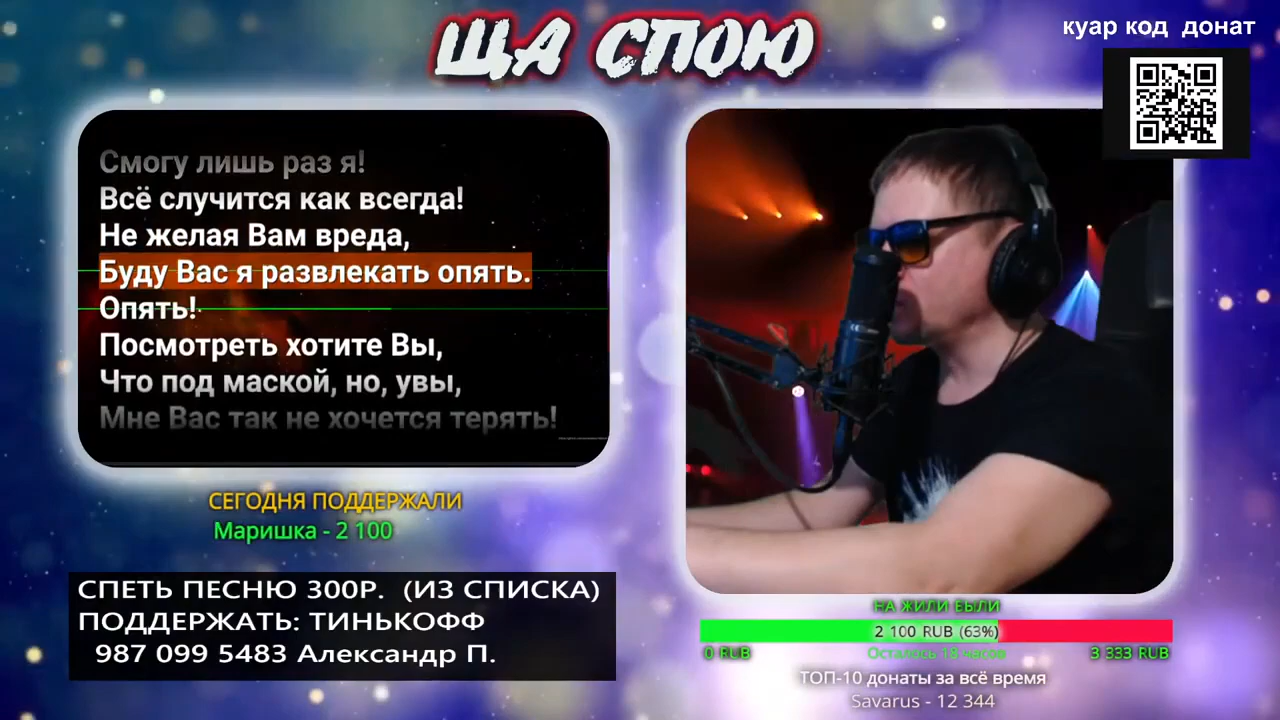 ЩА СПОЮ
куар код донат
Смогу лишь раз я!
Всё случится как всегда!
Не желая Вам вреда,
Буду Вас я развлекать опять.
Опять!
Посмотреть хотите Вы,
Что под маской, но, увы,
Мне Вас так не хочется терять!
СЕГОДНЯ ПОДДЕРЖАЛИ
Маришка - 2 100
СПЕТЬ ПЕСНЮ 300Р. (ИЗ СПИСКА)
ПОДДЕРЖАТЬ: ТИНЬКОФФ
987 099 5483 Александр П.
НА ЖИЛИ БЫЛИ
2 100 RUB (63%)
0 RUB
Осталось 18 часов
3 333 RUB
ТОП-10 донаты за всё время
Savarus - 12 344